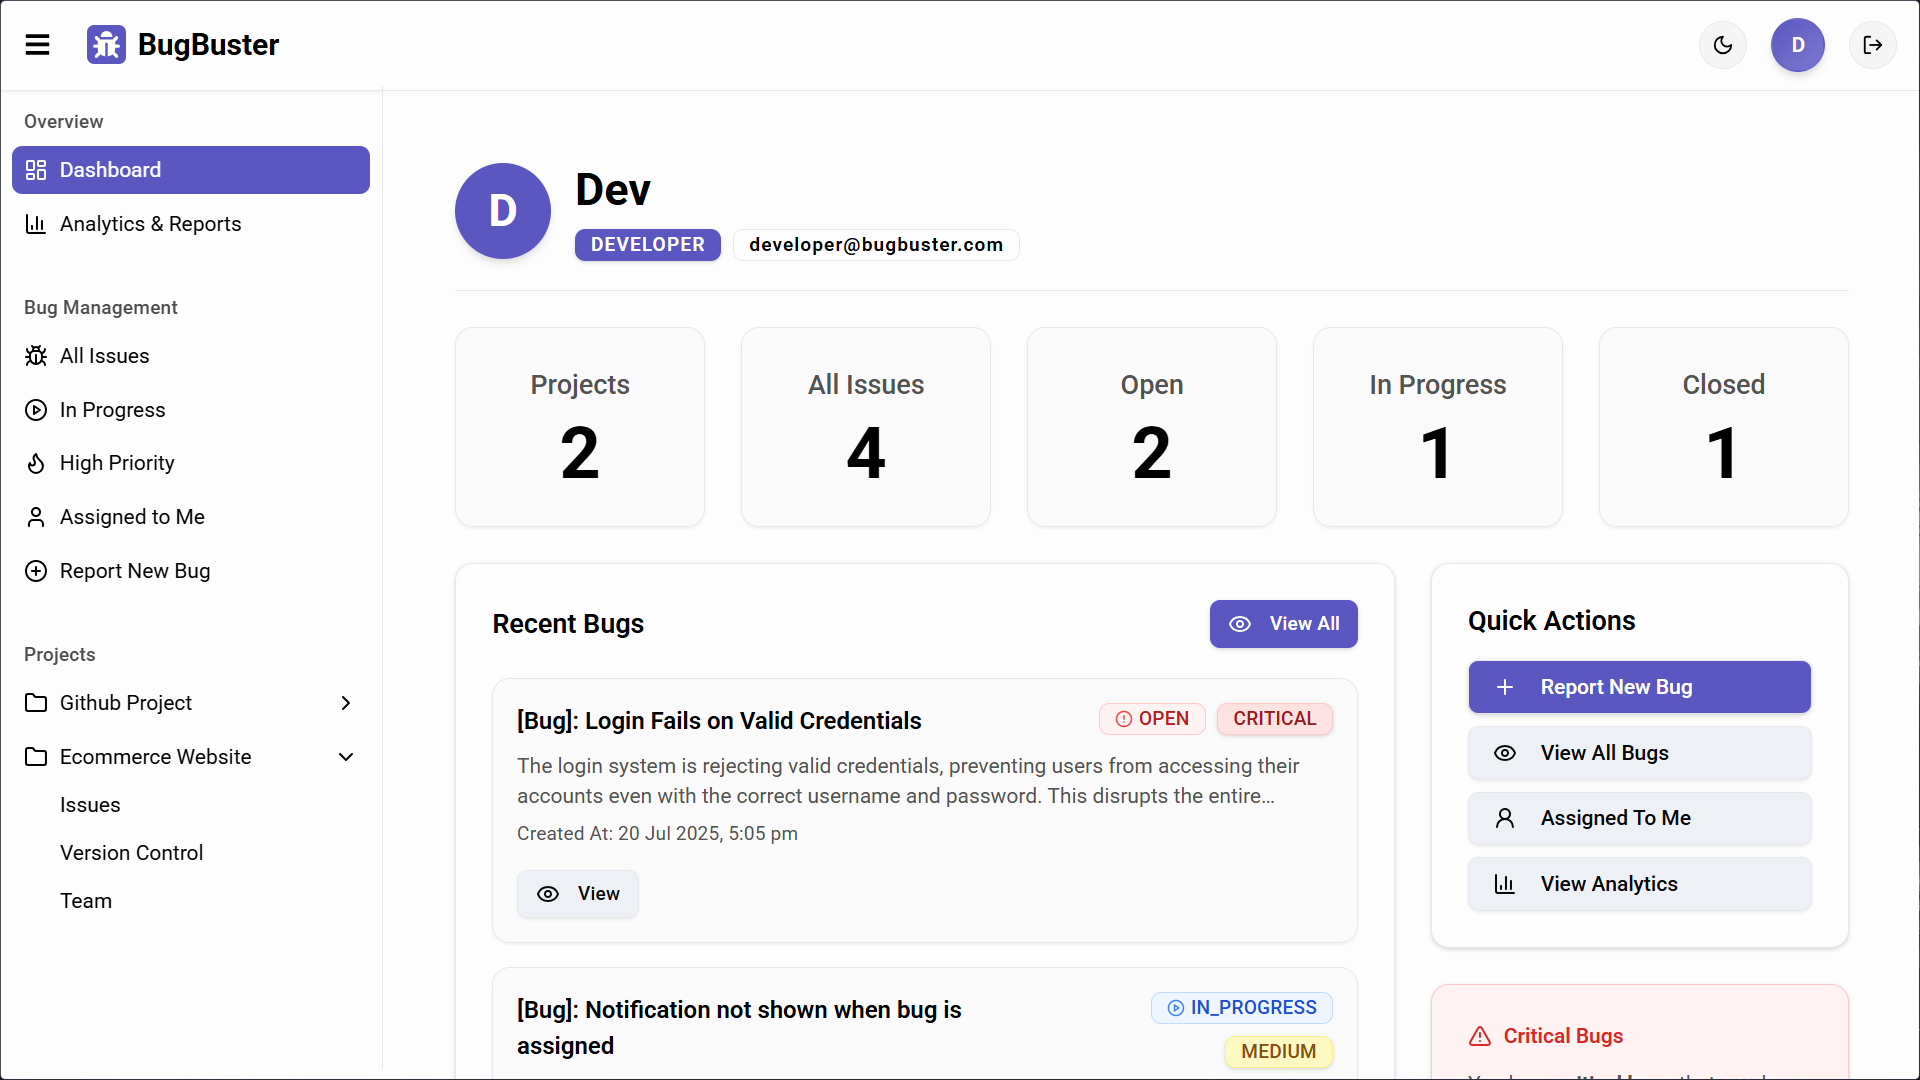 BugBuster
D
Overview
Dashboard
Analytics & Reports
Bug Management
All Issues
In Progress
High Priority
Assigned to Me
Report New Bug
Projects
Github Project
Ecommerce Website
Issues
Version Control
Team
D
Dev
DEVELOPER
developer@bugbuster.com
Projects
2
All Issues
4
Open
2
In Progress
1
Closed
1
Recent Bugs
View All
[Bug]: Login Fails on Valid Credentials
OPEN
CRITICAL
The login system is rejecting valid credentials, preventing users from accessing their
accounts even with the correct username and password. This disrupts the entire...
Created At: 20 Jul 2025, 5:05 pm
View
[Bug]: Notification not shown when bug is
assigned
IN_PROGRESS
MEDIUM
Quick Actions
Report New Bug
View All Bugs
Assigned To Me
View Analytics
Critical Bugs